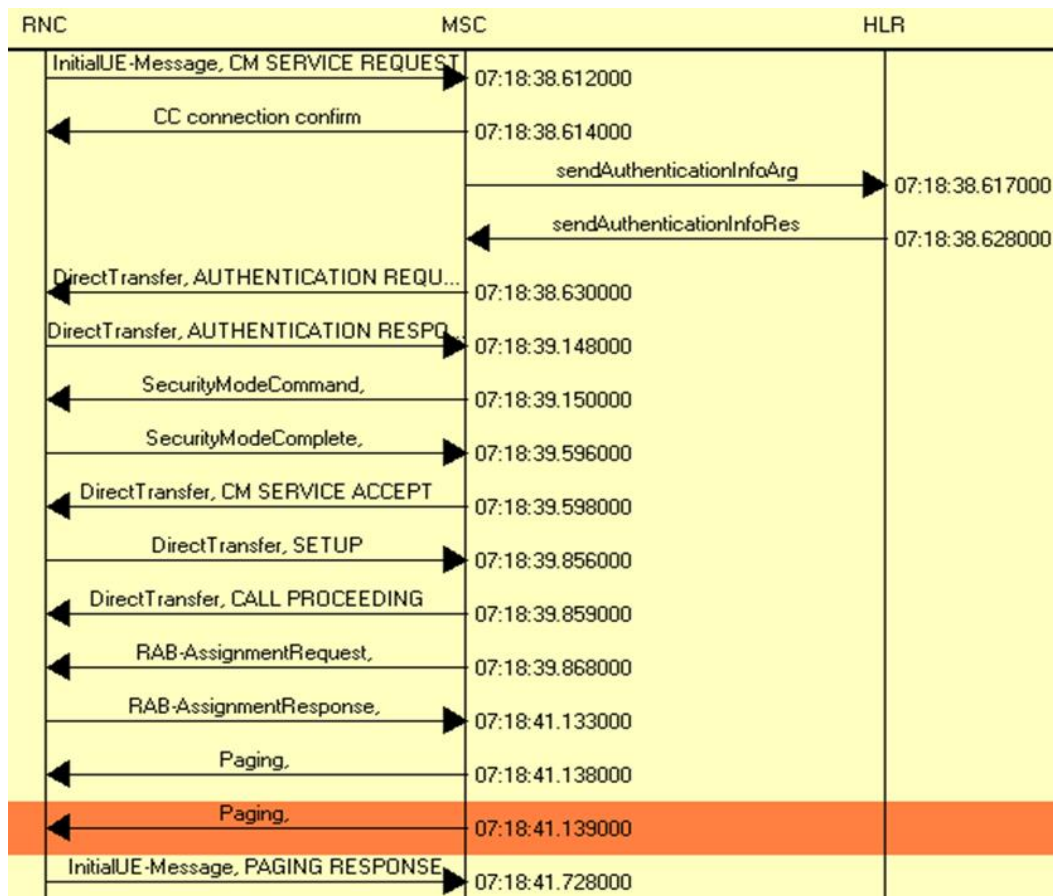 RNC MSC HLR
InitialUE-Message, CM SERVICE REQUEST
07:18:38.612000
CC connection confirm
07:18:38.614000
sendAuthenticationInfoArg
07:18:38.617000
sendAuthenticationInfoRes
07:18:38.628000
DirectTransfer, AUTHENTICATION REQU...
07:18:38.630000
DirectTransfer, AUTHENTICATION RESPO...
07:18:39.148000
SecurityModeCommand,
07:18:39.150000
SecurityModeComplete,
07:18:39.596000
DirectTransfer, CM SERVICE ACCEPT
07:18:39.598000
DirectTransfer, SETUP
07:18:39.856000
DirectTransfer, CALL PROCEEDING
07:18:39.859000
RAB-AssignmentRequest,
07:18:39.868000
RAB-AssignmentResponse,
07:18:41.133000
Paging,
07:18:41.138000
Paging,
07:18:41.139000
InitialUE-Message, PAGING RESPONSE
07:18:41.728000